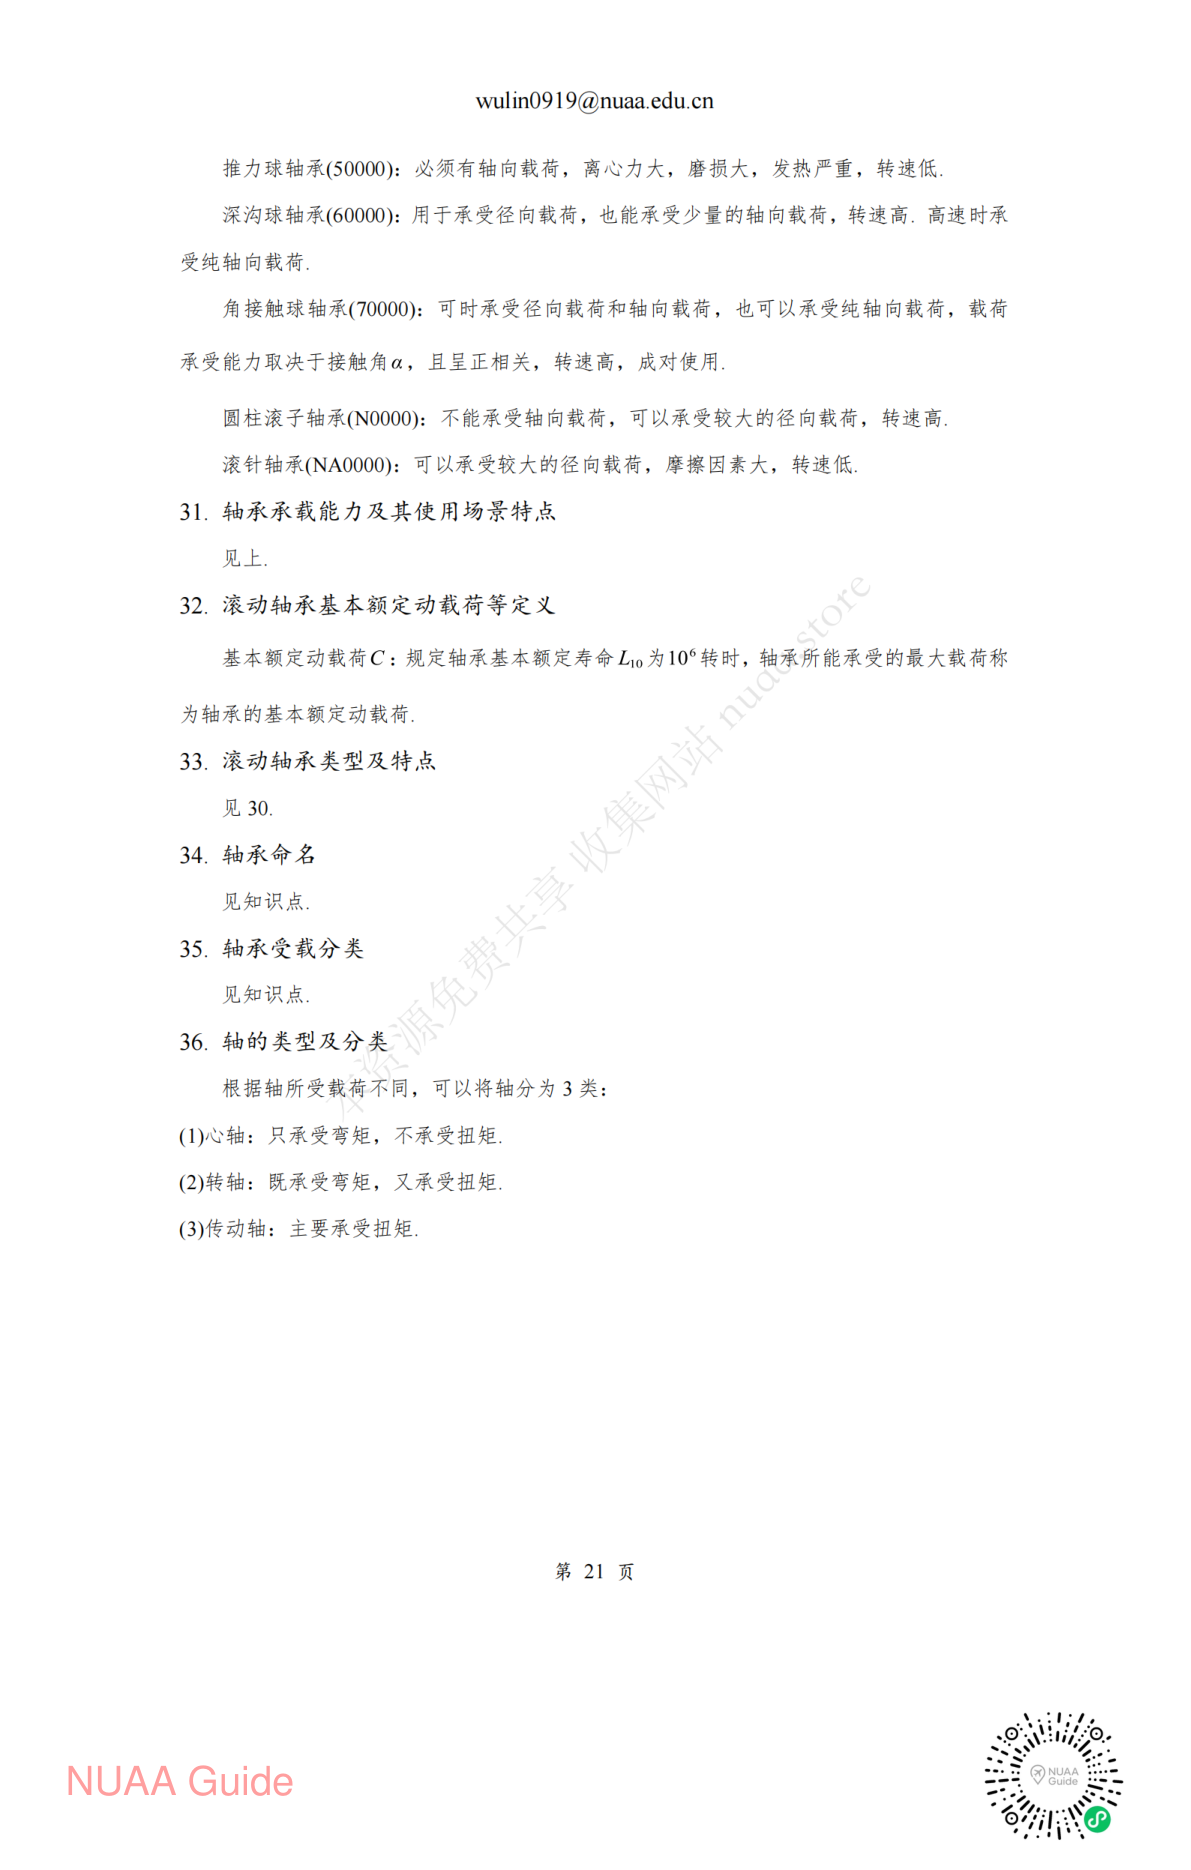 wulin0919@nuaa.edu.cn
推力球轴承(50000)：必须有轴向载荷，离心力大，磨损大，发热严重，转速低.
深沟球轴承(60000)：用于承受径向载荷，也能承受少量的轴向载荷，转速高. 高速时承
受纯轴向载荷.
角接触球轴承(70000)：可时承受径向载荷和轴向载荷，也可以承受纯轴向载荷，载荷
承受能力取决于接触角α，且呈正相关，转速高，成对使用.
圆柱滚子轴承(N0000)：不能承受轴向载荷，可以承受较大的径向载荷，转速高.
滚针轴承(NA0000)：可以承受较大的径向载荷，摩擦因素大，转速低.
31. 轴承承载能力及其使用场景特点
见上.
32. 滚动轴承基本额定动载荷等定义
基本额定动载荷C：规定轴承基本额定寿命L₁₀为10⁶转时，轴承所能承受的最大载荷称
为轴承的基本额定动载荷.
33. 滚动轴承类型及特点
见 30.
34. 轴承命名
见知识点.
35. 轴承受载分类
见知识点.
36. 轴的类型及分类
根据轴所受载荷不同，可以将轴分为 3 类：
(1)心轴：只承受弯矩，不承受扭矩.
(2)转轴：既承受弯矩，又承受扭矩.
(3)传动轴：主要承受扭矩.
本资源免费共享 收集网站 nuaa.store
第 21 页
NUAA Guide
NUAA
Guide